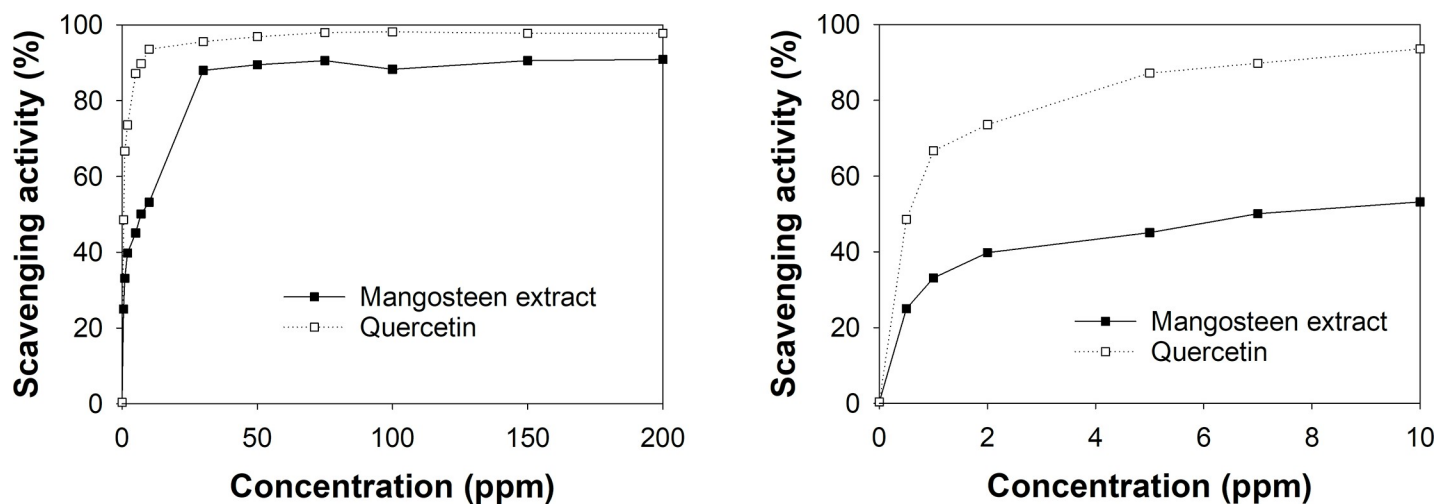 Scavenging activity (%)
100
80
60
40
20
0
Mangosteen extract
Quercetin
0 50 100 150 200
Concentration (ppm)
Scavenging activity (%)
100
80
60
40
20
0
Mangosteen extract
Quercetin
0 2 4 6 8 10
Concentration (ppm)